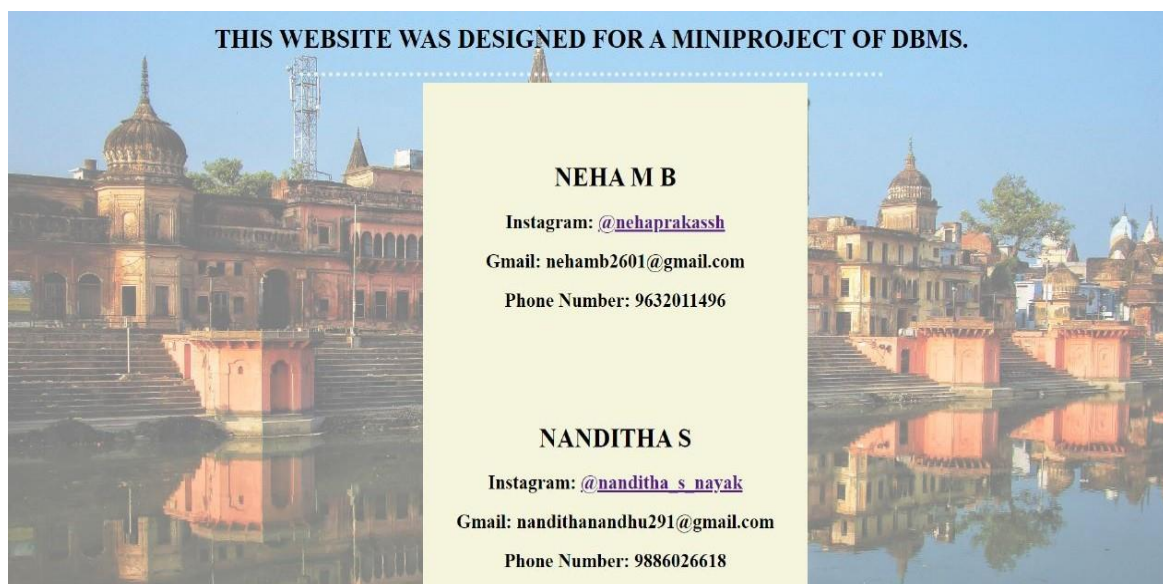 THIS WEBSITE WAS DESIGNED FOR A MINIPROJECT OF DBMS.
NEHA M B
Instagram: @nehaprakassh
Gmail: nehamb2601@gmail.com
Phone Number: 9632011496
NANDITHA S
Instagram: @nanditha_s_nayak
Gmail: nandithanandhu291@gmail.com
Phone Number: 9886026618